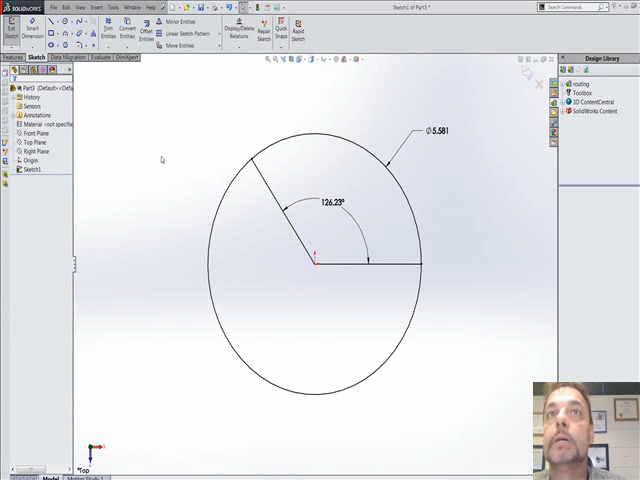 SOLIDWORKS File Edit View Insert Tools Window Help Sketch1 of Part3 *
Exit Sketch
Smart Dimension
Trim Entities
Convert Entities
Offset Entities
Mirror Entities
Linear Sketch Pattern
Move Entities
Display/Delete Relations
Repair Sketch
Quick Snaps
Rapid Sketch
Features Sketch Data Migration Evaluate DimXpert
Part3 (Default<<Defa
History
Sensors
Annotations
Material <not specifie
Front Plane
Top Plane
Right Plane
Origin
Sketch1
Ø5.581
126.23°
Design Library
routing
Toolbox
3D ContentCentral
SolidWorks Content
*Top
Model Motion Study 1